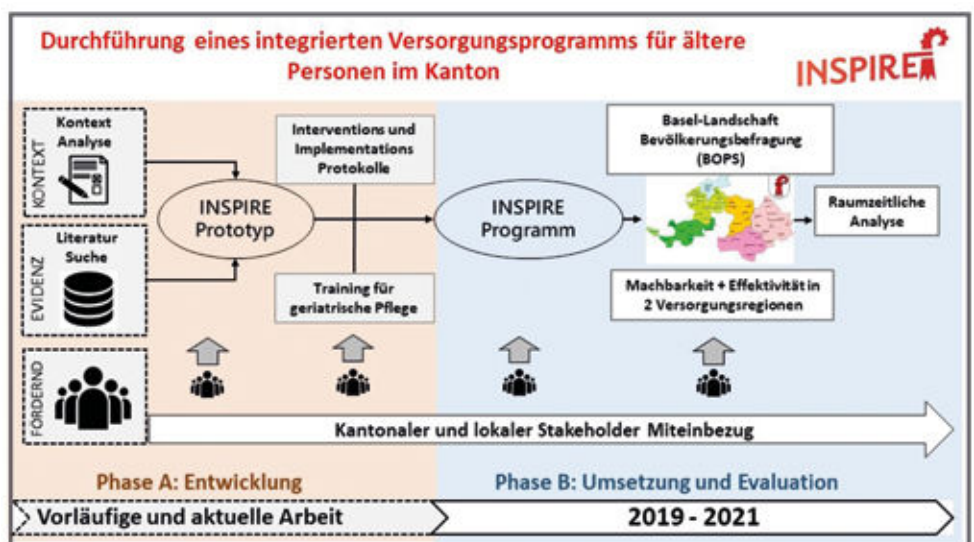 Durchführung eines integrierten Versorgungsprogramms für ältere
Personen im Kanton
INSPIRE
KONTEXT
Kontext
Analyse
EVIDENZ
Literatur
Suche
FÖRDERND
INSPIRE
Prototyp
Interventions und
Implementations
Protokolle
Training für
geriatrische Pflege
INSPIRE
Programm
Basel-Landschaft
Bevölkerungsbefragung
(BOPS)
Machbarkeit + Effektivität in
2 Versorgungsregionen
Raumzeitliche
Analyse
Kantonaler und lokaler Stakeholder Miteinbezug
Phase A: Entwicklung
Phase B: Umsetzung und Evaluation
Vorläufige und aktuelle Arbeit
2019 - 2021